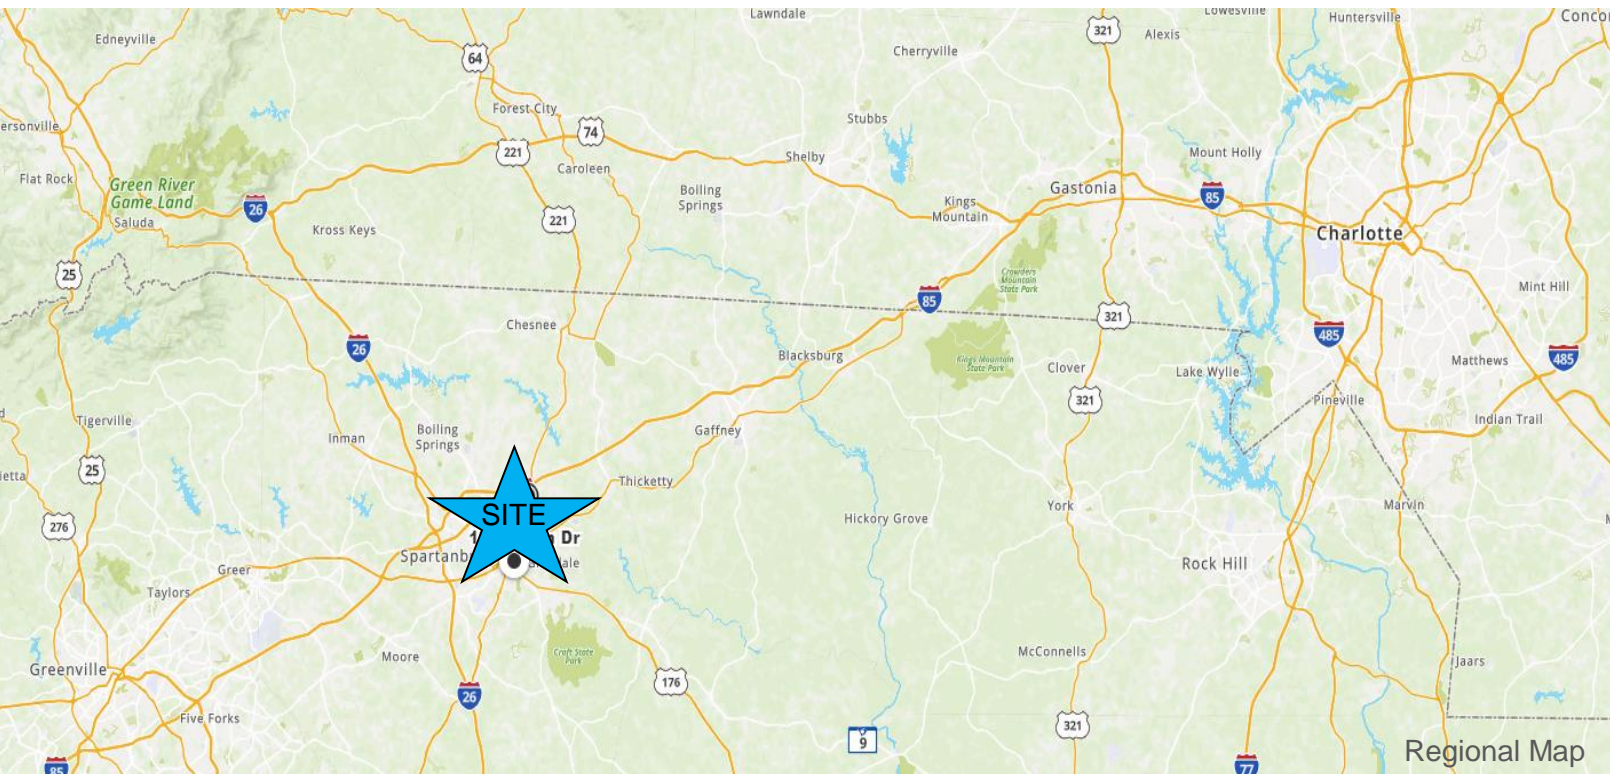 Lawndale
Lowesville
Huntersville
Edneyville
64
Cherryville
321
Alexis
Forest City
74
Stubbs
221
Caroleen
Shelby
Mount Holly
Flat Rock
Green River
Game Land
Boiling
Springs
Gastonia
85
26
221
Kings
Mountain
Saluda
Kross Keys
Charlotte
25
Crowders
Mountain
State Park
85
Mint Hill
321
Chesnee
485
26
Blacksburg
Kings Mountain
State Park
Clover
Lake Wylie
Matthews
485
321
Pineville
Tigerville
Inman
Boiling
Springs
Gaffney
Indian Trail
25
Thicketty
SITE
York
Marvin
276
Hickory Grove
Dr
Greer
Rock Hill
Taylors
Moore
Croft State
Park
McConnells
Greenville
Jaars
26
176
Five Forks
321
9
Regional Map
85
77